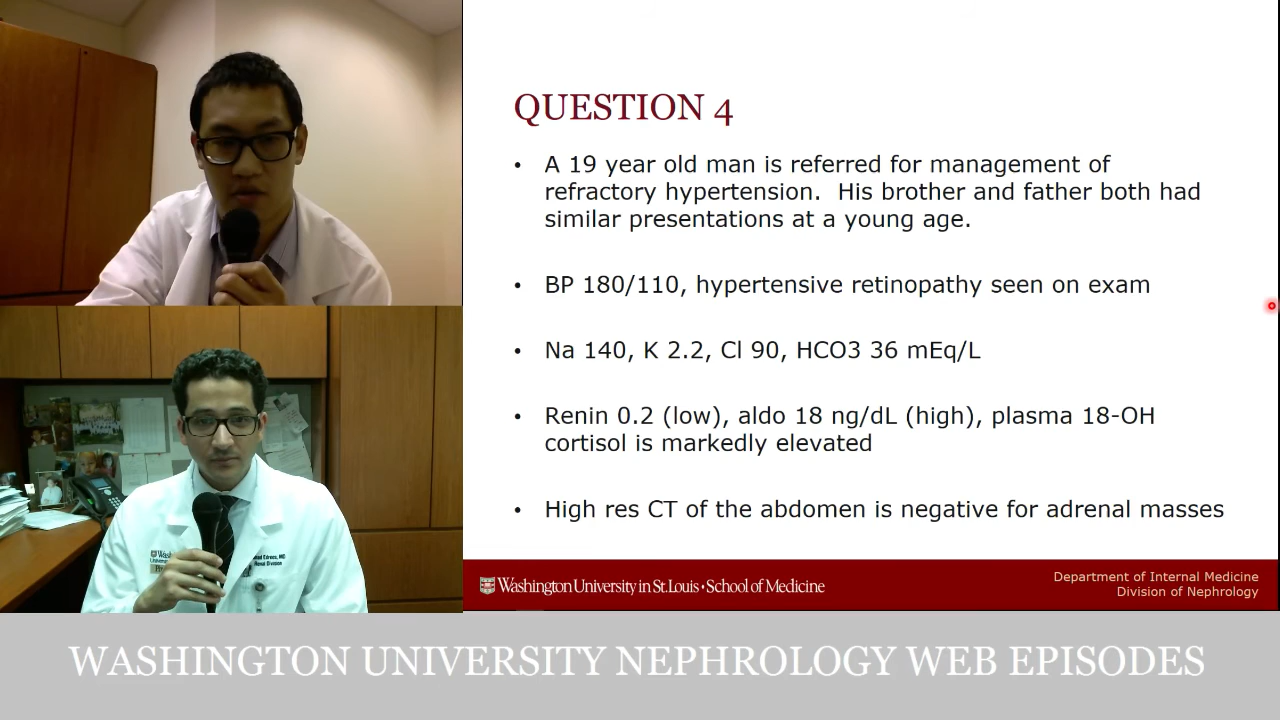 QUESTION 4
• A 19 year old man is referred for management of
refractory hypertension. His brother and father both had
similar presentations at a young age.
• BP 180/110, hypertensive retinopathy seen on exam
• Na 140, K 2.2, Cl 90, HCO3 36 mEq/L
• Renin 0.2 (low), aldo 18 ng/dL (high), plasma 18-OH
cortisol is markedly elevated
• High res CT of the abdomen is negative for adrenal masses
Washington University in St. Louis • School of Medicine
Department of Internal Medicine
Division of Nephrology
WASHINGTON UNIVERSITY NEPHROLOGY WEB EPISODES